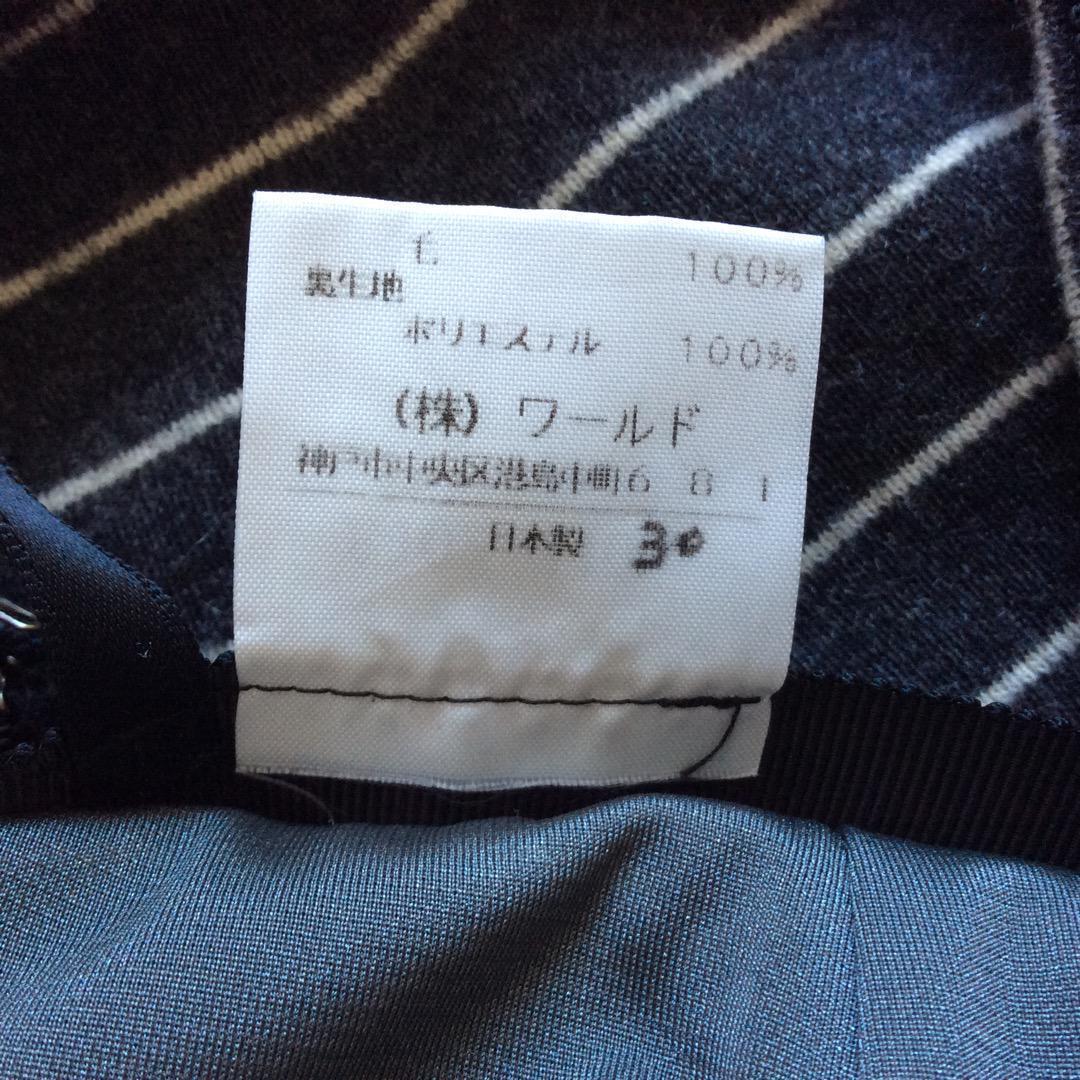 毛 100%
裏生地
ポリエステル 100%
(株) ワールド
神戸市中央区港島中町6 8 1
日本製 30